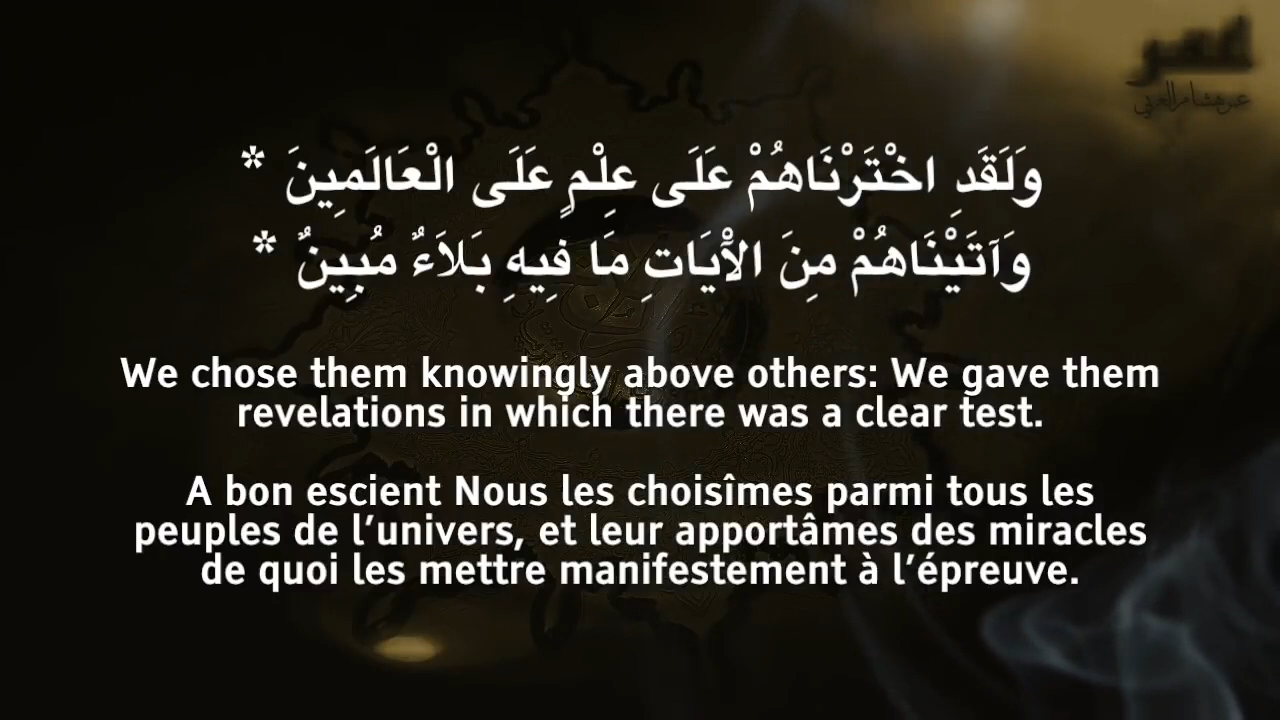 وَلَقَدِ اخْتَرْنَاهُمْ عَلَى عِلْمٍ عَلَى الْعَالَمِينَ *
وَآتَيْنَاهُمْ مِنَ الْآيَاتِ مَا فِيهِ بَلَاءٌ مُبِينٌ *
We chose them knowingly above others: We gave them
revelations in which there was a clear test.
A bon escient Nous les choisîmes parmi tous les
peuples de l’univers, et leur apportâmes des miracles
de quoi les mettre manifestement à l’épreuve.